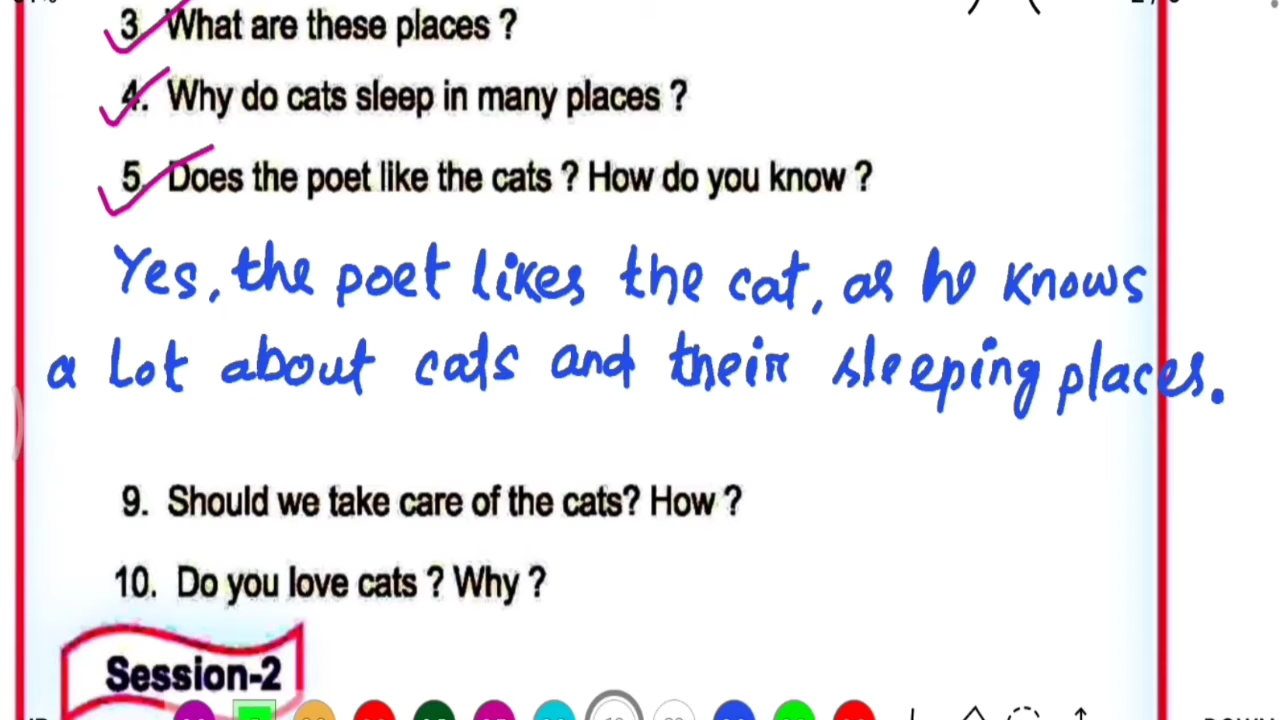 3. What are these places ?
4. Why do cats sleep in many places ?
5. Does the poet like the cats ? How do you know ?
Yes, the poet likes the cat, as he knows
a lot about cats and their sleeping places.
9. Should we take care of the cats? How ?
10. Do you love cats ? Why ?
Session-2